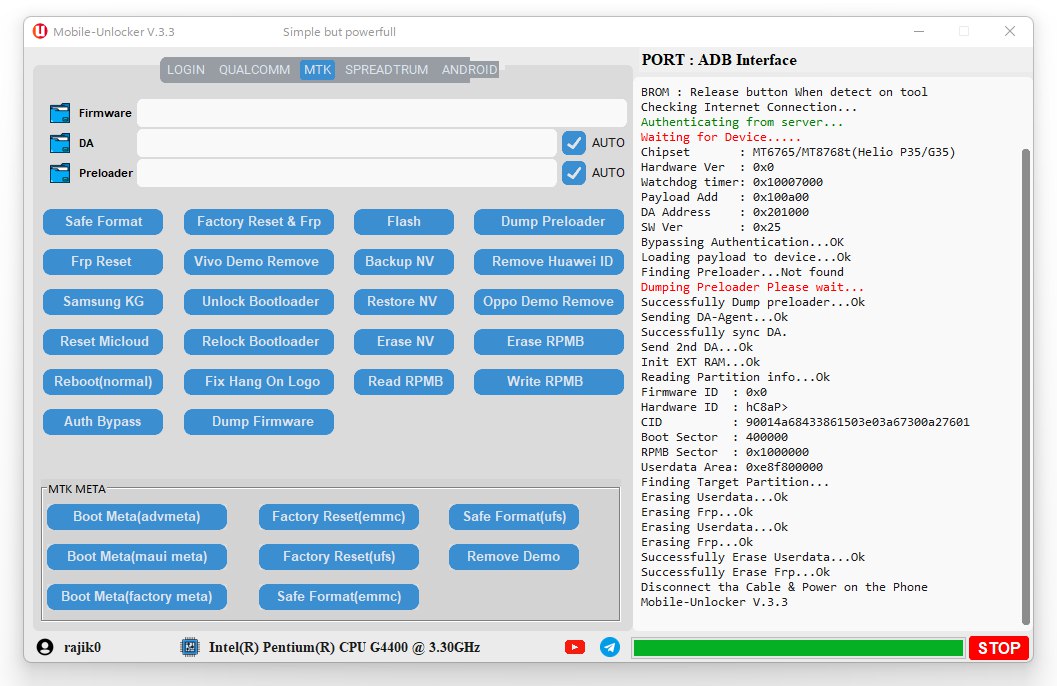 Mobile-Unlocker V.3.3
Simple but powerfull
LOGIN QUALCOMM MTK SPREADTRUM ANDROID
Firmware
DA AUTO
Preloader AUTO
Safe Format Factory Reset & Frp Flash Dump Preloader
Frp Reset Vivo Demo Remove Backup NV Remove Huawei ID
Samsung KG Unlock Bootloader Restore NV Oppo Demo Remove
Reset Micloud Relock Bootloader Erase NV Erase RPMB
Reboot(normal) Fix Hang On Logo Read RPMB Write RPMB
Auth Bypass Dump Firmware
MTK META
Boot Meta(advmeta) Factory Reset(emmc) Safe Format(ufs)
Boot Meta(maui meta) Factory Reset(ufs) Remove Demo
Boot Meta(factory meta) Safe Format(emmc)
PORT : ADB Interface
BROM : Release button When detect on tool
Checking Internet Connection...
Authenticating from server...
Waiting for Device.....
Chipset : MT6765/MT8768t(Helio P35/G35)
Hardware Ver : 0x0
Watchdog timer: 0x10007000
Payload Add : 0x100a00
DA Address : 0x201000
SW Ver : 0x25
Bypassing Authentication...OK
Loading payload to device...Ok
Finding Preloader...Not found
Dumping Preloader Please wait...
Successfully Dump preloader...Ok
Sending DA-Agent...Ok
Successfully sync DA.
Send 2nd DA...Ok
Init EXT RAM...Ok
Reading Partition info...Ok
Firmware ID : 0x0
Hardware ID : hC8aP>
CID : 90014a68433861503e03a67300a27601
Boot Sector : 400000
RPMB Sector : 0x1000000
Userdata Area: 0xe8f800000
Finding Target Partition...
Erasing Userdata...Ok
Erasing Frp...Ok
Erasing Userdata...Ok
Erasing Frp...Ok
Successfully Erase Userdata...Ok
Successfully Erase Frp...Ok
Disconnect tha Cable & Power on the Phone
Mobile-Unlocker V.3.3
rajik0
Intel(R) Pentium(R) CPU G4400 @ 3.30GHz
STOP